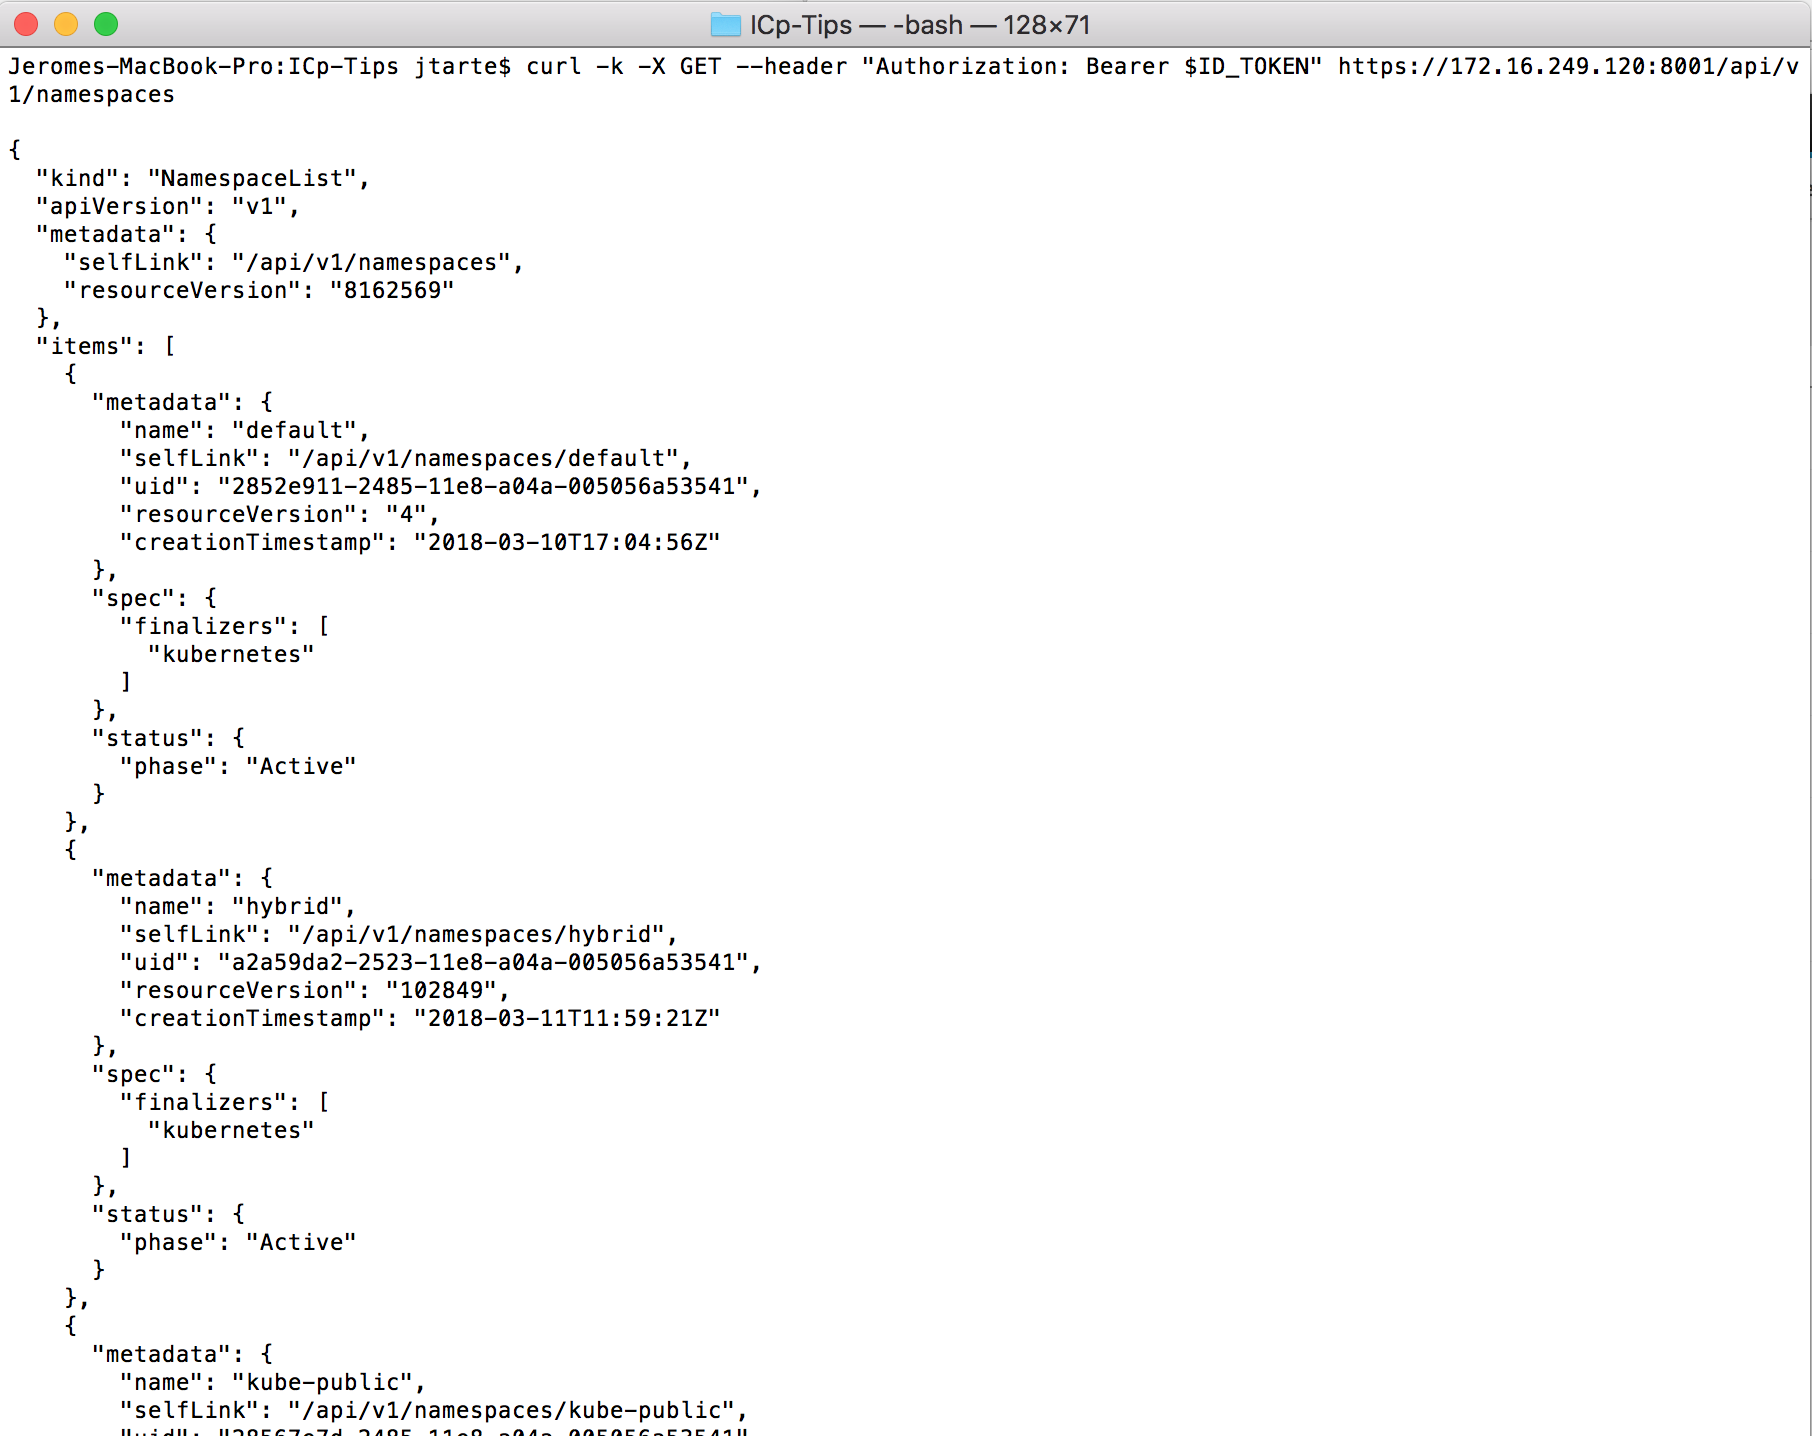 ICp-Tips — -bash — 128×71
Jeromes-MacBook-Pro:ICp-Tips jtarte$ curl -k -X GET --header "Authorization: Bearer $ID_TOKEN" https://172.16.249.120:8001/api/v
1/namespaces
{
  "kind": "NamespaceList",
  "apiVersion": "v1",
  "metadata": {
    "selfLink": "/api/v1/namespaces",
    "resourceVersion": "8162569"
  },
  "items": [
    {
      "metadata": {
        "name": "default",
        "selfLink": "/api/v1/namespaces/default",
        "uid": "2852e911-2485-11e8-a04a-005056a53541",
        "resourceVersion": "4",
        "creationTimestamp": "2018-03-10T17:04:56Z"
      },
      "spec": {
        "finalizers": [
          "kubernetes"
        ]
      },
      "status": {
        "phase": "Active"
      }
    },
    {
      "metadata": {
        "name": "hybrid",
        "selfLink": "/api/v1/namespaces/hybrid",
        "uid": "a2a59da2-2523-11e8-a04a-005056a53541",
        "resourceVersion": "102849",
        "creationTimestamp": "2018-03-11T11:59:21Z"
      },
      "spec": {
        "finalizers": [
          "kubernetes"
        ]
      },
      "status": {
        "phase": "Active"
      }
    },
    {
      "metadata": {
        "name": "kube-public",
        "selfLink": "/api/v1/namespaces/kube-public",
        "uid":